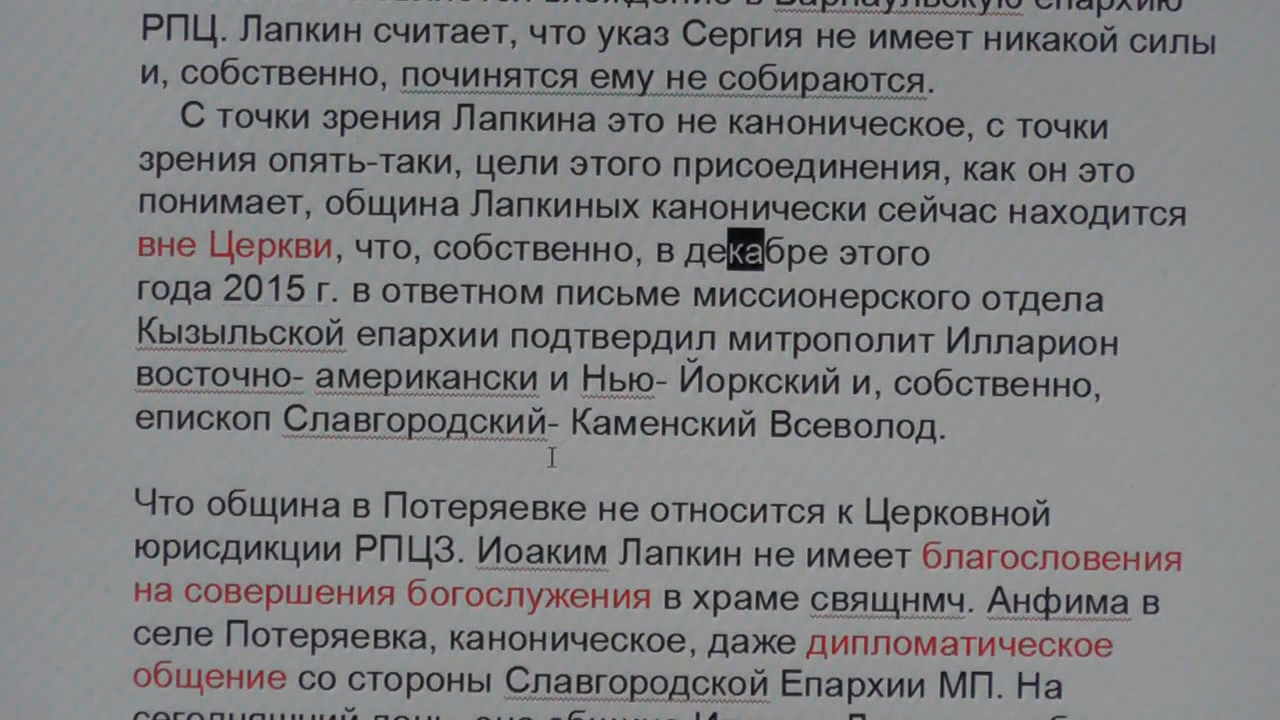 Барнаульскую епархию
РПЦ. Лапкин считает, что указ Сергия не имеет никакой силы
и, собственно, починятся ему не собираются.
С точки зрения Лапкина это не каноническое, с точки
зрения опять-таки, цели этого присоединения, как он это
понимает, община Лапкиных канонически сейчас находится
вне Церкви, что, собственно, в декабре этого
года 2015 г. в ответном письме миссионерского отдела
Кызыльской епархии подтвердил митрополит Илларион
восточно- американски и Нью- Йоркский и, собственно,
епископ Славгородский- Каменский Всеволод.
Что община в Потеряевке не относится к Церковной
юрисдикции РПЦЗ. Иоаким Лапкин не имеет благословения
на совершения богослужения в храме свящнмч. Анфима в
селе Потеряевка, каноническое, даже дипломатическое
общение со стороны Славгородской Епархии МП. На